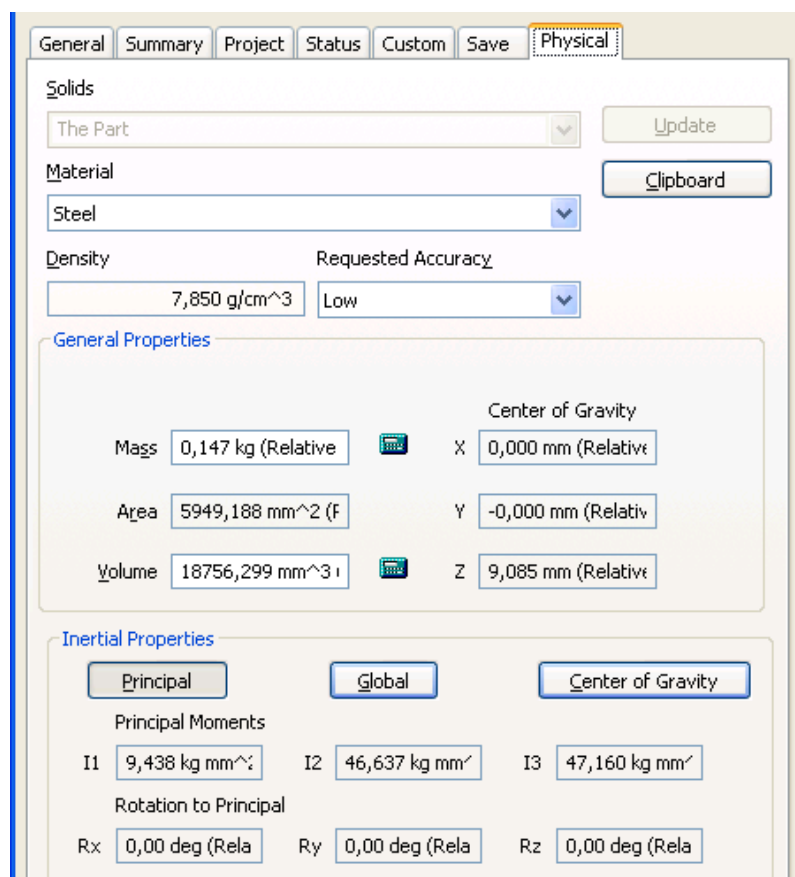 General Summary Project Status Custom Save Physical
Solids
The Part
Update
Material
Clipboard
Steel
Density Requested Accuracy
7,850 g/cm^3 Low
General Properties
Center of Gravity
Mass 0,147 kg (Relative X 0,000 mm (Relative
Area 5949,188 mm^2 (R Y -0,000 mm (Relativ
Volume 18756,299 mm^3 ( Z 9,085 mm (Relative
Inertial Properties
Principal Global Center of Gravity
Principal Moments
I1 9,438 kg mm^2 I2 46,637 kg mm^ I3 47,160 kg mm^
Rotation to Principal
Rx 0,00 deg (Rela Ry 0,00 deg (Rela Rz 0,00 deg (Rela